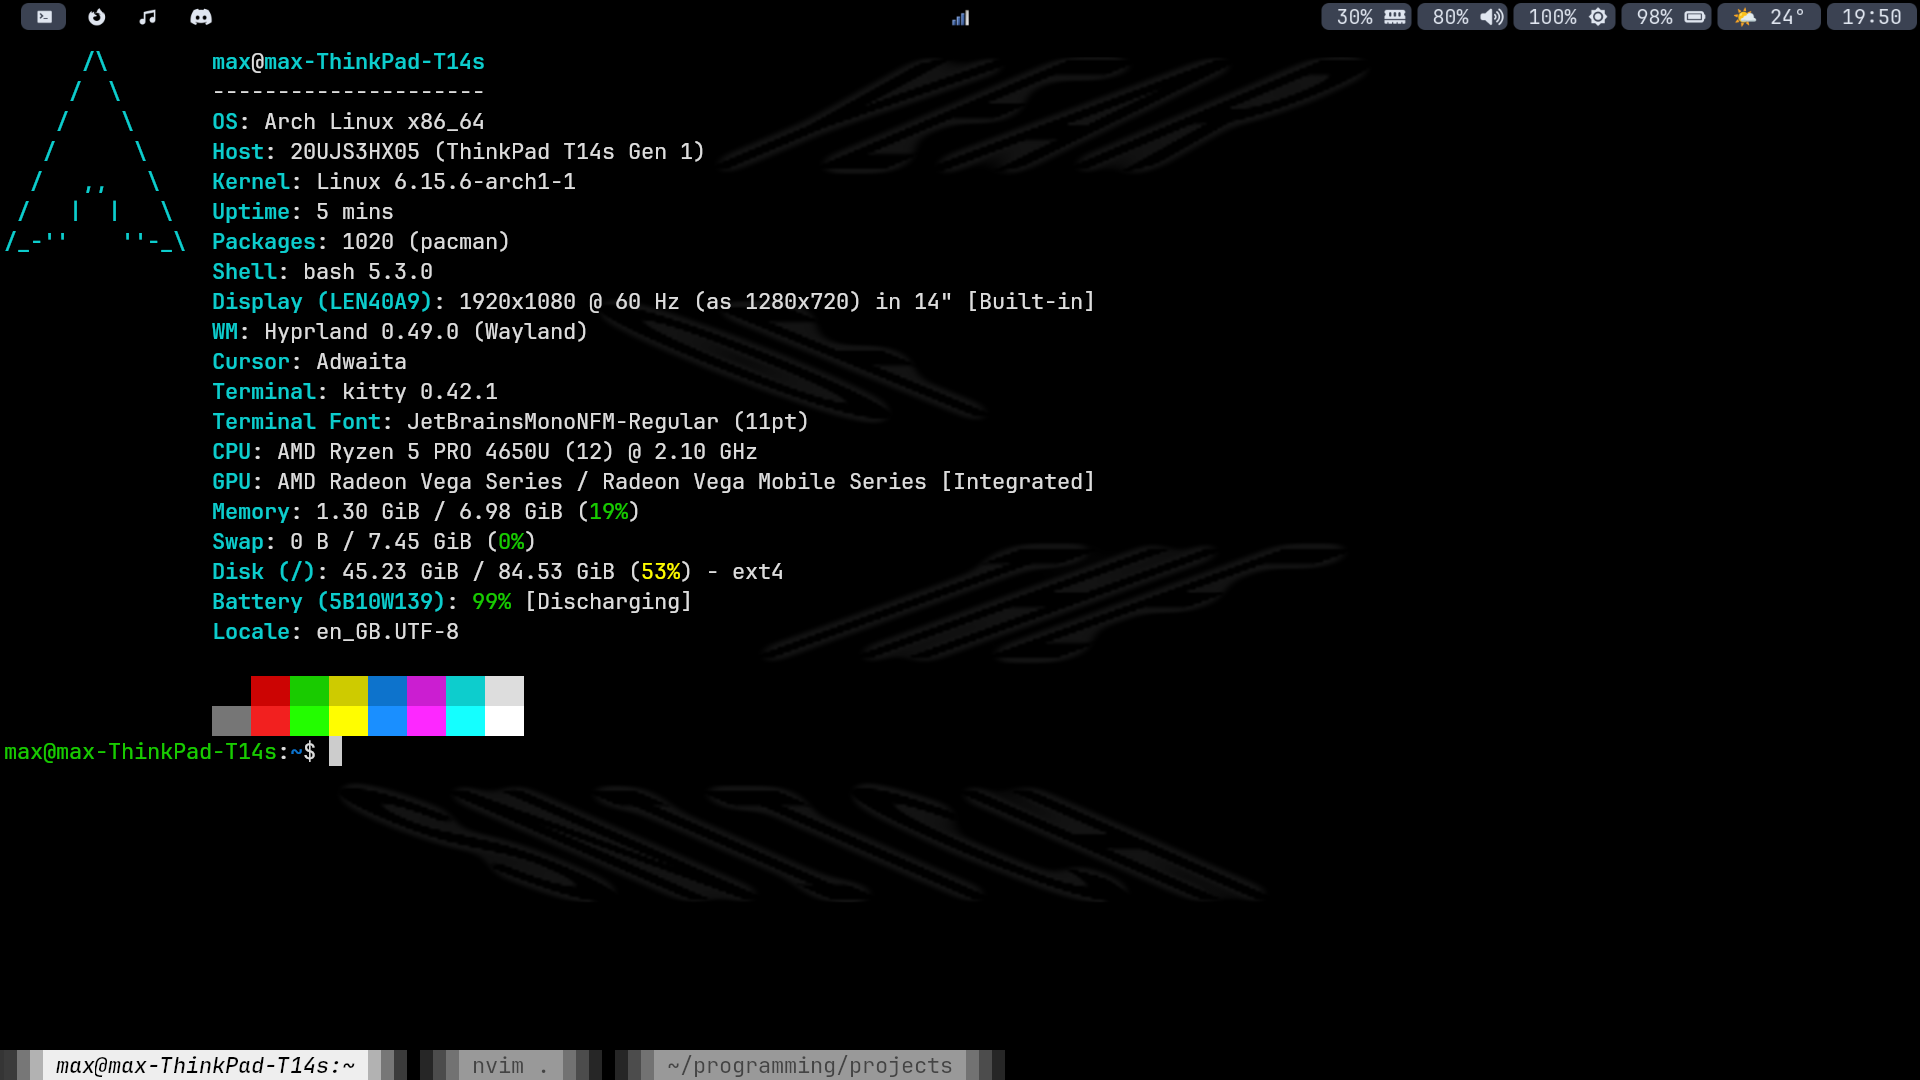 30% 80% 100% 98% 24° 19:50
max@max-ThinkPad-T14s
---------------------
OS: Arch Linux x86_64
Host: 20UJS3HX05 (ThinkPad T14s Gen 1)
Kernel: Linux 6.15.6-arch1-1
Uptime: 5 mins
Packages: 1020 (pacman)
Shell: bash 5.3.0
Display (LEN40A9): 1920x1080 @ 60 Hz (as 1280x720) in 14" [Built-in]
WM: Hyprland 0.49.0 (Wayland)
Cursor: Adwaita
Terminal: kitty 0.42.1
Terminal Font: JetBrainsMonoNFM-Regular (11pt)
CPU: AMD Ryzen 5 PRO 4650U (12) @ 2.10 GHz
GPU: AMD Radeon Vega Series / Radeon Vega Mobile Series [Integrated]
Memory: 1.30 GiB / 6.98 GiB (19%)
Swap: 0 B / 7.45 GiB (0%)
Disk (/): 45.23 GiB / 84.53 GiB (53%) - ext4
Battery (5B10W139): 99% [Discharging]
Locale: en_GB.UTF-8
max@max-ThinkPad-T14s:~$
max@max-ThinkPad-T14s:~ nvim . ~/programming/projects